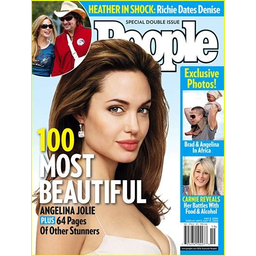 HEATHER IN SHOCK: Richie Dates Denise
SPECIAL DOUBLE ISSUE
People
Exclusive
Photos!
Brad & Angelina
In Africa
100
MOST
BEAUTIFUL
ANGELINA JOLIE
PLUS 64 Pages
Of Other Stunners
CARNIE REVEALS
Her Battles With
Food & Alcohol